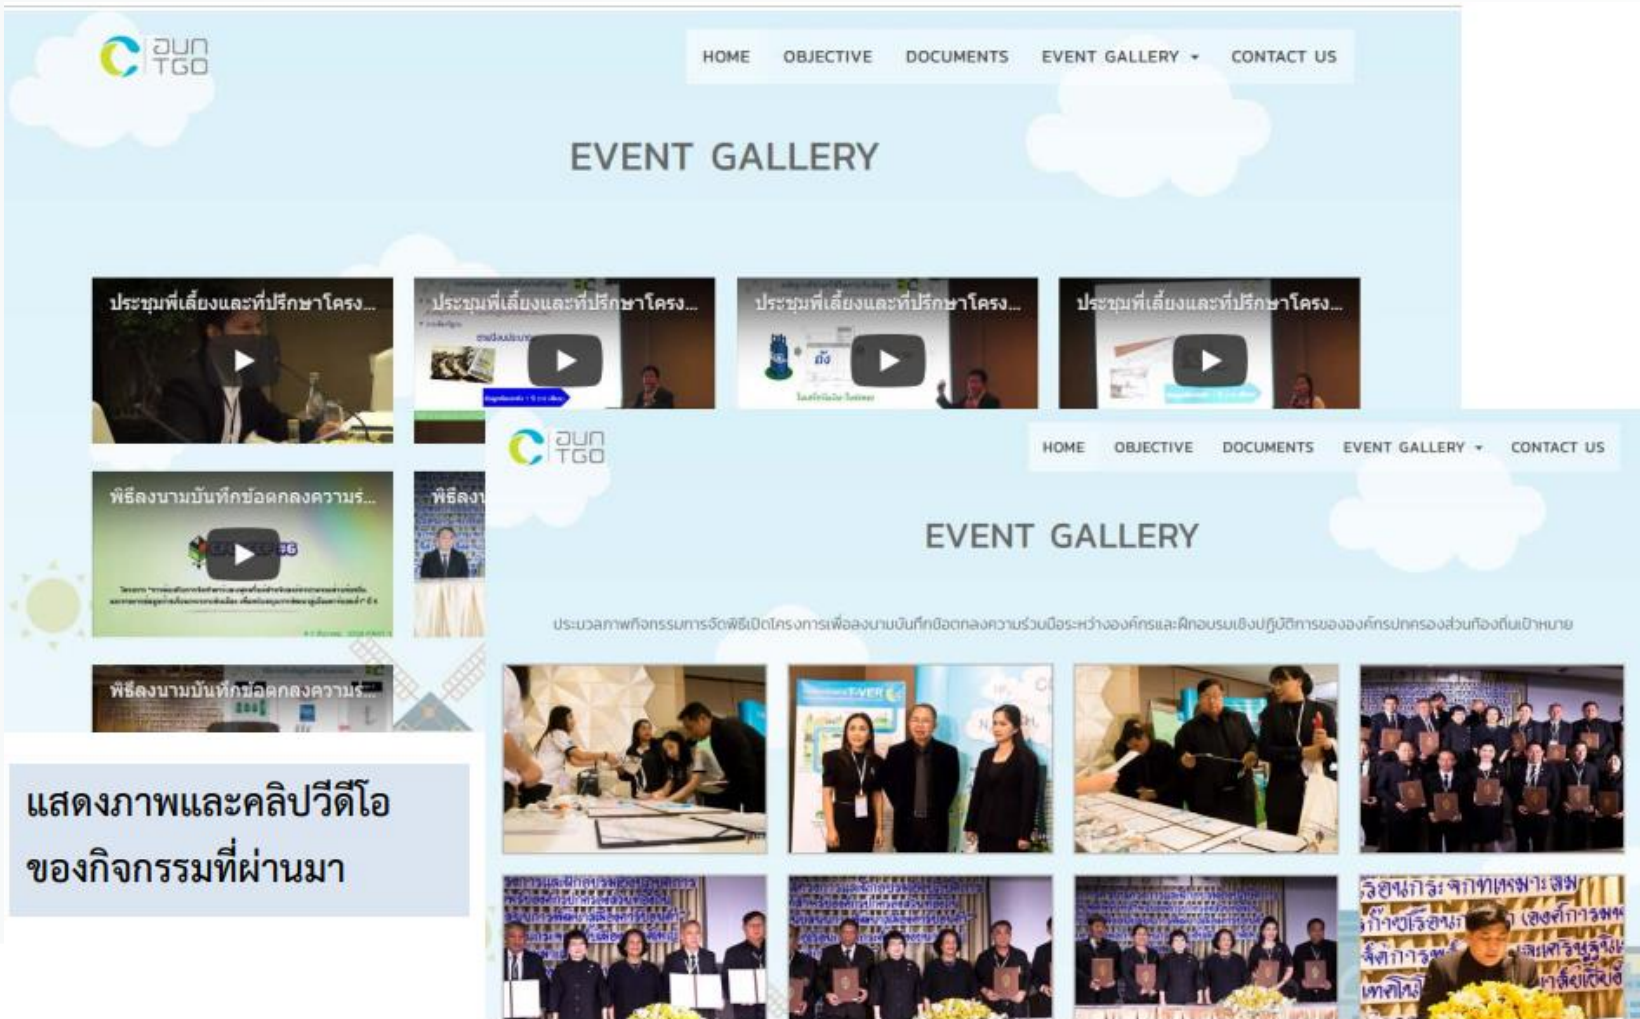 อบก
TGO
HOME OBJECTIVE DOCUMENTS EVENT GALLERY CONTACT US
EVENT GALLERY
ประชุมพี่เลี้ยงและที่ปรึกษาโครง...
ประชุมพี่เลี้ยงและที่ปรึกษาโครง...
ประชุมพี่เลี้ยงและที่ปรึกษาโครง...
ประชุมพี่เลี้ยงและที่ปรึกษาโครง...
ถัง
พิธีลงนามบันทึกข้อตกลงความร่...
พิธีลงน
พิธีลงนามบันทึกข้อตกลงความร่...
แสดงภาพและคลิปวีดีโอ
ของกิจกรรมที่ผ่านมา
อบก
TGO
HOME OBJECTIVE DOCUMENTS EVENT GALLERY CONTACT US
EVENT GALLERY
ประมวลภาพกิจกรรมการจัดพิธีเปิดโครงการเพื่อลงนามบันทึกข้อตกลงความร่วมมือระหว่างองค์กรและฝึกอบรมเชิงปฏิบัติการขององค์กรปกครองส่วนท้องถิ่นเป้าหมาย
T-VER